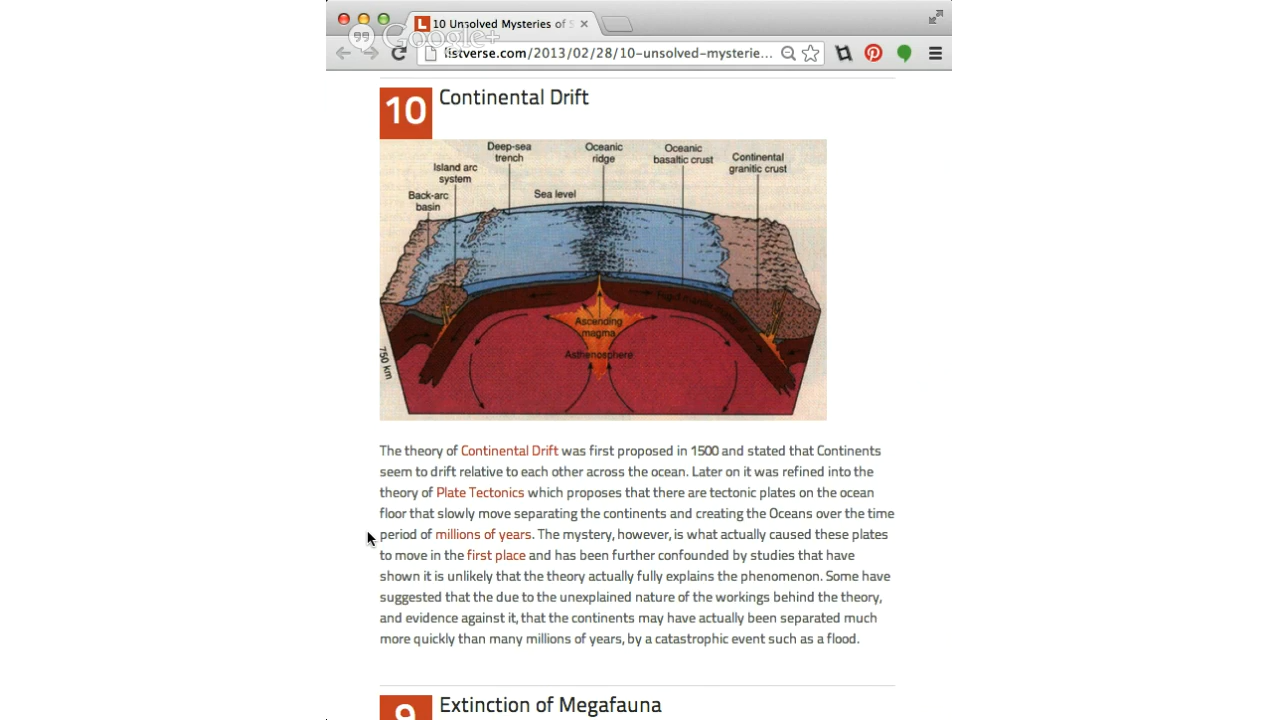 10 Unsolved Mysteries of S
Google+
listverse.com/2013/02/28/10-unsolved-mysterie...
10
Continental Drift
Deep-sea
trench
Oceanic
ridge
Oceanic
basaltic crust
Continental
granitic crust
Island arc
system
Back-arc
basin
Sea level
Ascending
magma
Asthenosphere
750 km
The theory of Continental Drift was first proposed in 1500 and stated that Continents
seem to drift relative to each other across the ocean. Later on it was refined into the
theory of Plate Tectonics which proposes that there are tectonic plates on the ocean
floor that slowly move separating the continents and creating the Oceans over the time
period of millions of years. The mystery, however, is what actually caused these plates
to move in the first place and has been further confounded by studies that have
shown it is unlikely that the theory actually fully explains the phenomenon. Some have
suggested that the due to the unexplained nature of the workings behind the theory,
and evidence against it, that the continents may have actually been separated much
more quickly than many millions of years, by a catastrophic event such as a flood.
9
Extinction of Megafauna